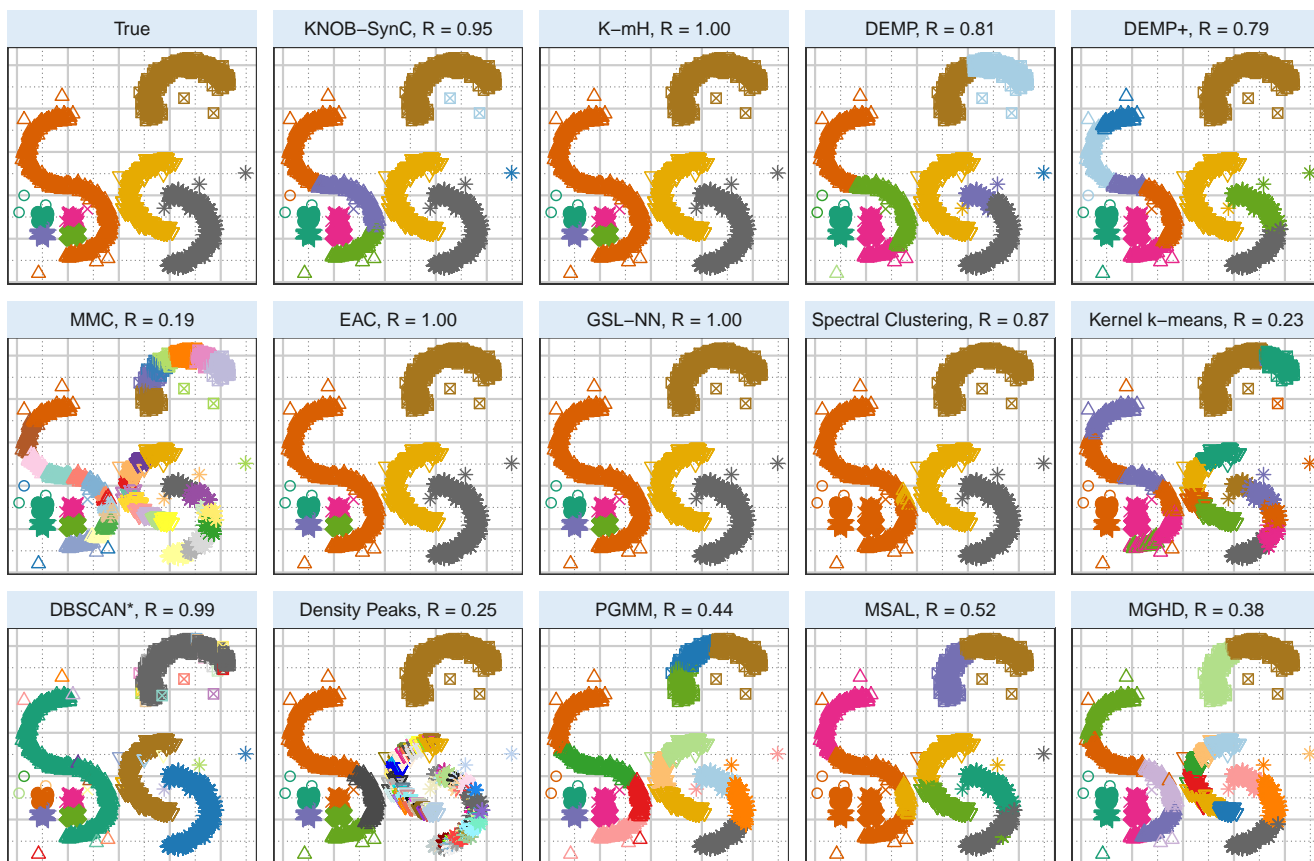 True
KNOB−SynC, R = 0.95
K−mH, R = 1.00
DEMP, R = 0.81
DEMP+, R = 0.79
MMC, R = 0.19
EAC, R = 1.00
GSL−NN, R = 1.00
Spectral Clustering, R = 0.87
Kernel k−means, R = 0.23
DBSCAN*, R = 0.99
Density Peaks, R = 0.25
PGMM, R = 0.44
MSAL, R = 0.52
MGHD, R = 0.38